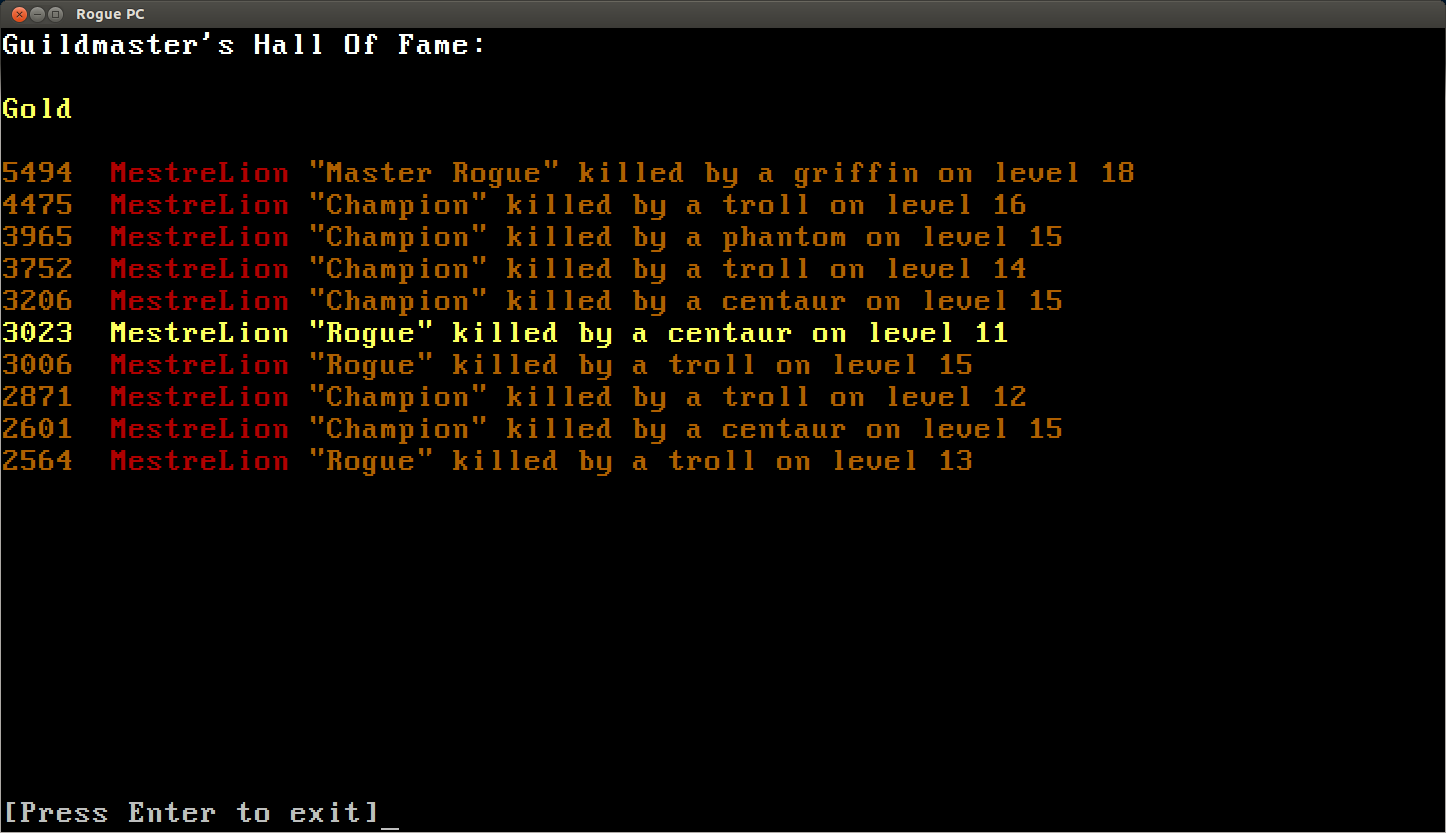 Rogue PC
Guildmaster's Hall Of Fame:
Gold
5494  MestreLion "Master Rogue" killed by a griffin on level 18
4475  MestreLion "Champion" killed by a troll on level 16
3965  MestreLion "Champion" killed by a phantom on level 15
3752  MestreLion "Champion" killed by a troll on level 14
3206  MestreLion "Champion" killed by a centaur on level 15
3023  MestreLion "Rogue" killed by a centaur on level 11
3006  MestreLion "Rogue" killed by a troll on level 15
2871  MestreLion "Champion" killed by a troll on level 12
2601  MestreLion "Champion" killed by a centaur on level 15
2564  MestreLion "Rogue" killed by a troll on level 13
[Press Enter to exit]_